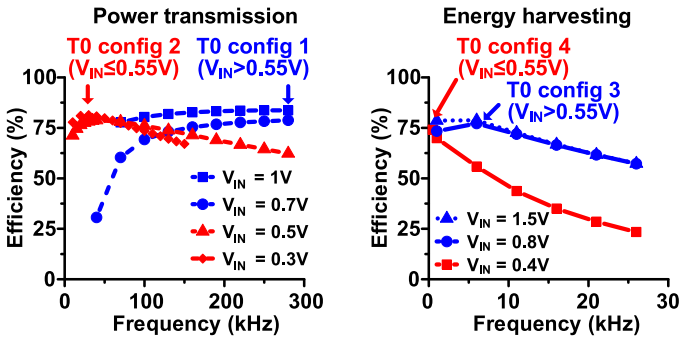 Power transmission
T0 config 2
(VIN≤0.55V)
T0 config 1
(VIN>0.55V)
Efficiency (%)
100
75
50
25
0
VIN = 1V
VIN = 0.7V
VIN = 0.5V
VIN = 0.3V
0 100 200 300
Frequency (kHz)
Energy harvesting
T0 config 4
(VIN≤0.55V)
T0 config 3
(VIN>0.55V)
Efficiency (%)
100
75
50
25
0
VIN = 1.5V
VIN = 0.8V
VIN = 0.4V
0 10 20 30
Frequency (kHz)